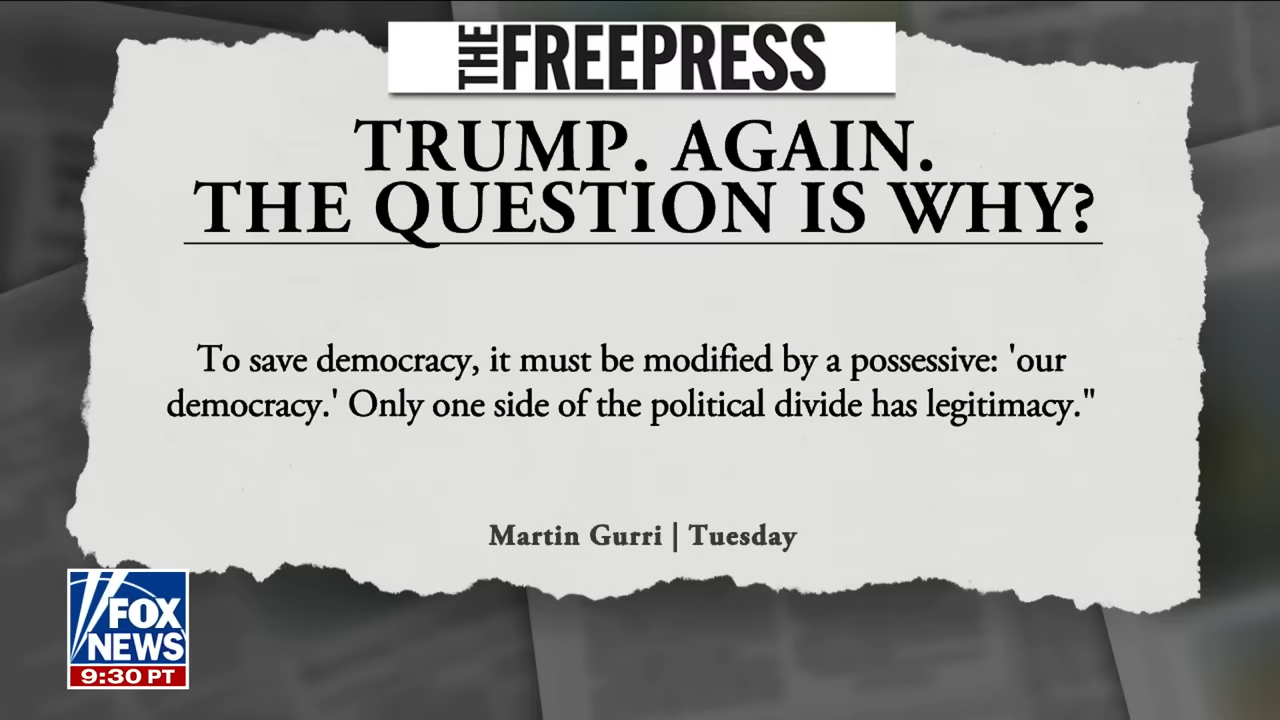 THE FREEPRESS
TRUMP. AGAIN.
THE QUESTION IS WHY?
To save democracy, it must be modified by a possessive: 'our
democracy.' Only one side of the political divide has legitimacy."
Martin Gurri | Tuesday
FOX
NEWS
9:30 PT